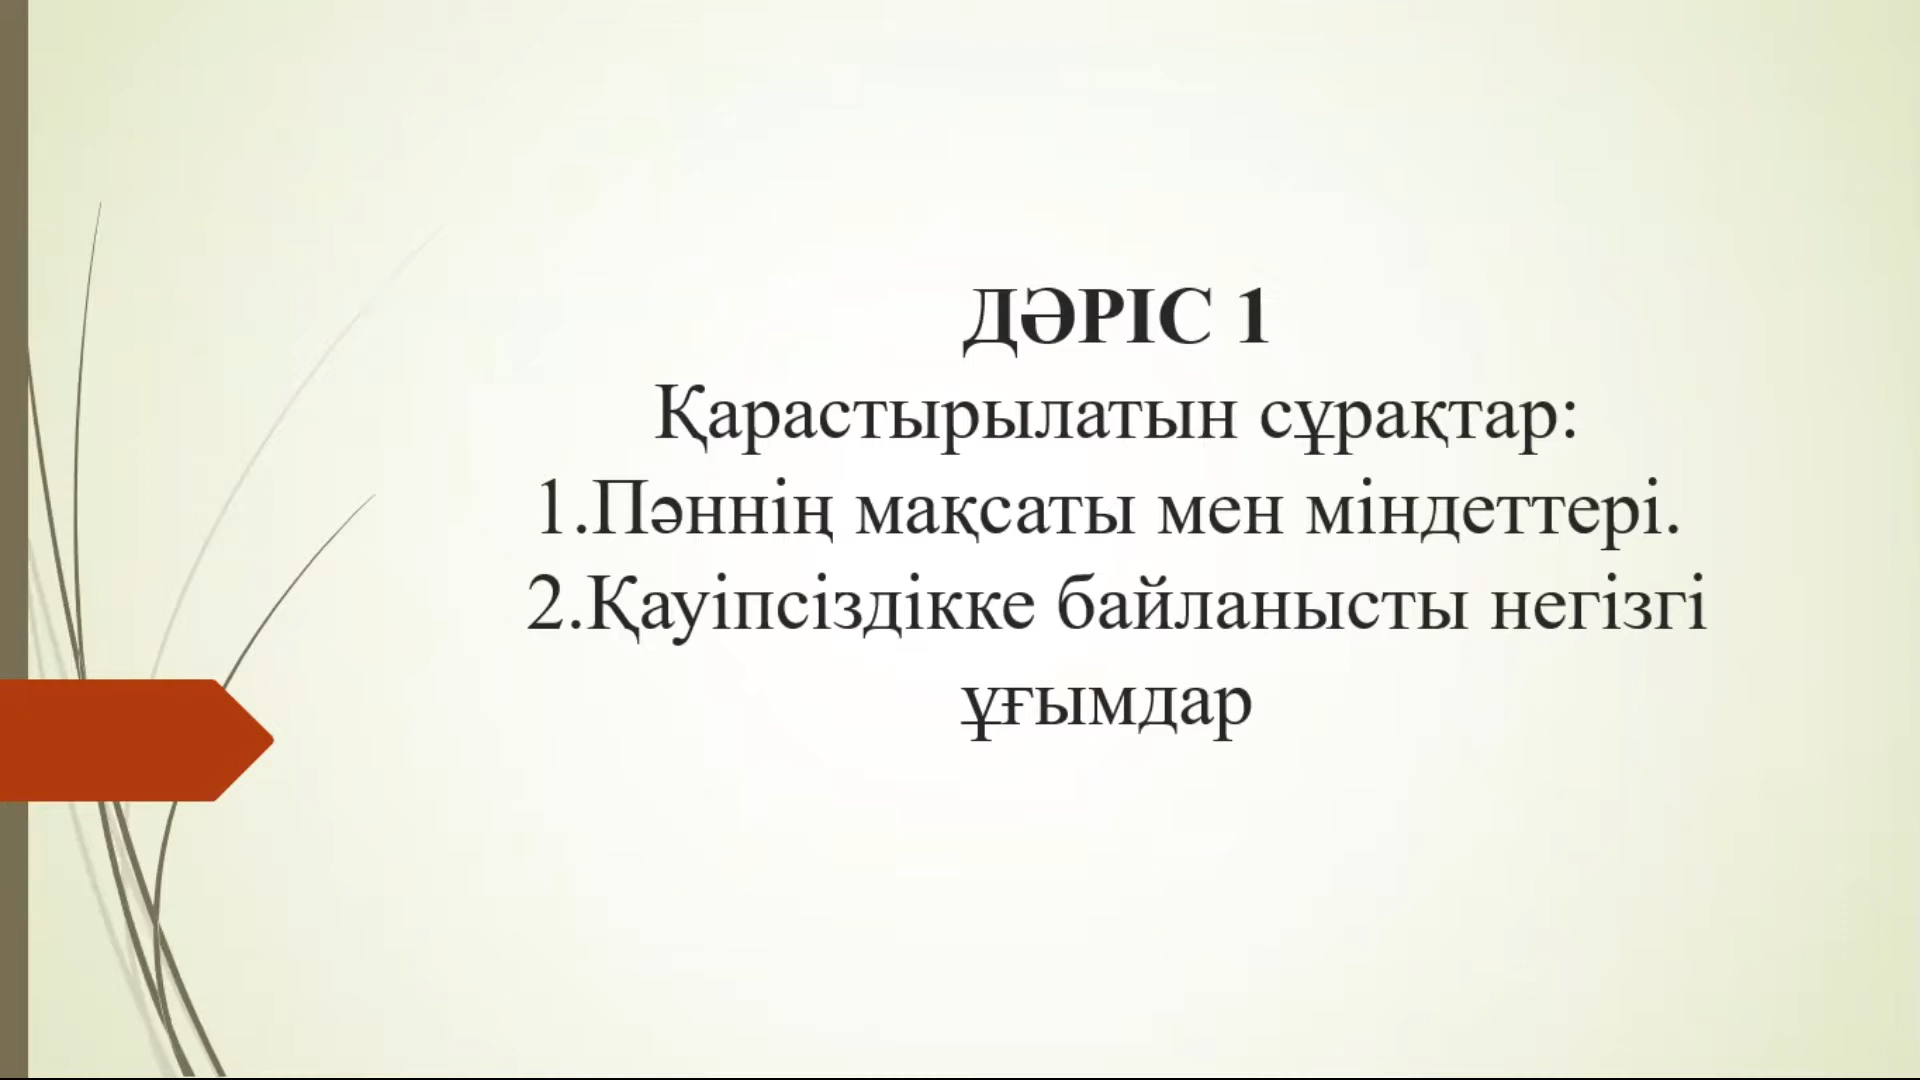 ДӘРІС 1
Қарастырылатын сұрақтар:
1.Пәннің мақсаты мен міндеттері.
2.Қауіпсіздікке байланысты негізгі
ұғымдар